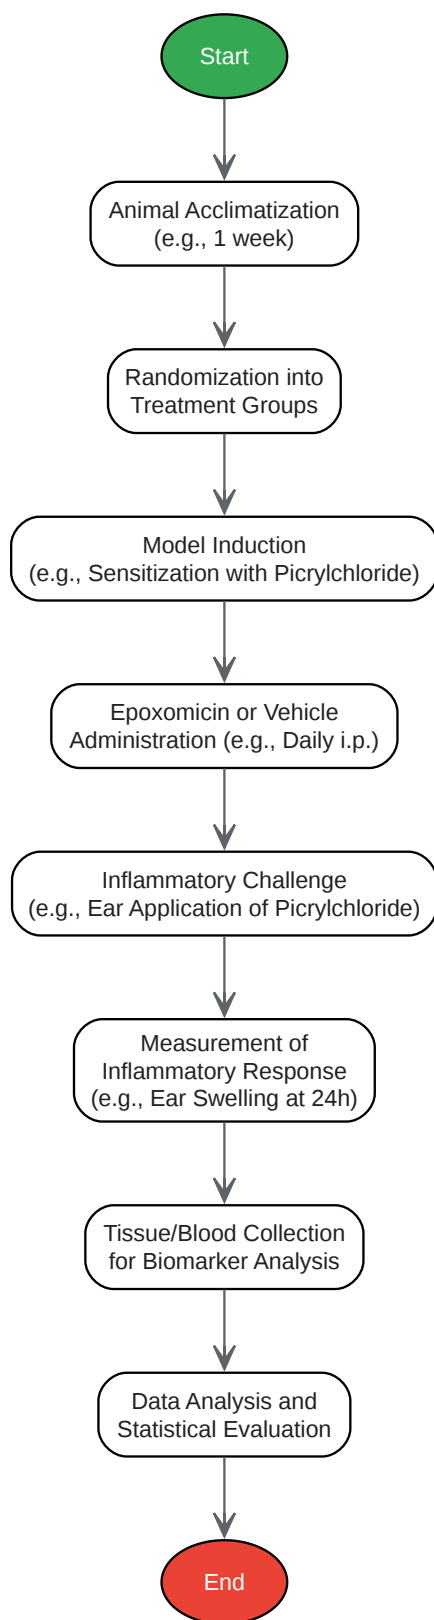 Start
Animal Acclimatization
(e.g., 1 week)
Randomization into
Treatment Groups
Model Induction
(e.g., Sensitization with Picrylchloride)
Epoxomicin or Vehicle
Administration (e.g., Daily i.p.)
Inflammatory Challenge
(e.g., Ear Application of Picrylchloride)
Measurement of
Inflammatory Response
(e.g., Ear Swelling at 24h)
Tissue/Blood Collection
for Biomarker Analysis
Data Analysis and
Statistical Evaluation
End